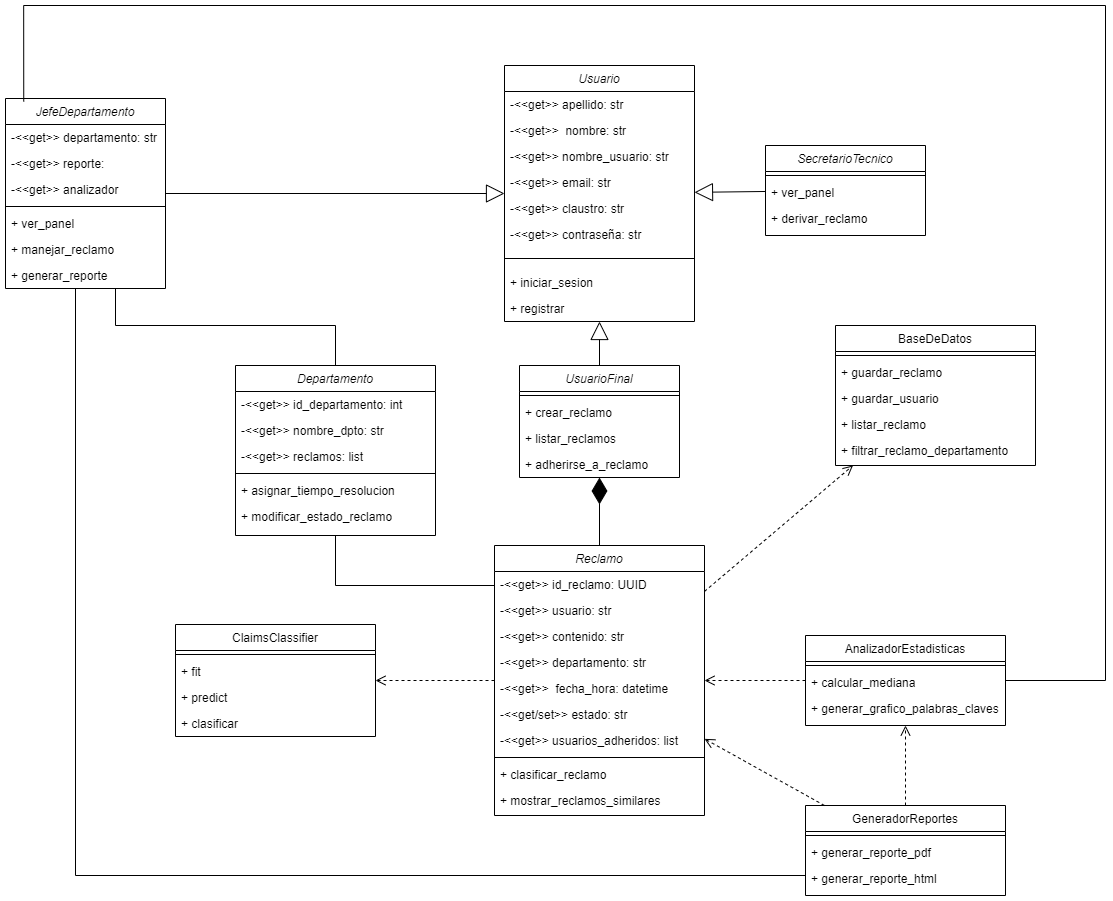 JefeDepartamento
-<<get>> departamento: str
-<<get>> reporte:
-<<get>> analizador
+ ver_panel
+ manejar_reclamo
+ generar_reporte
Usuario
-<<get>> apellido: str
-<<get>> nombre: str
-<<get>> nombre_usuario: str
-<<get>> email: str
-<<get>> claustro: str
-<<get>> contraseña: str
+ iniciar_sesion
+ registrar
SecretarioTecnico
+ ver_panel
+ derivar_reclamo
Departamento
-<<get>> id_departamento: int
-<<get>> nombre_dpto: str
-<<get>> reclamos: list
+ asignar_tiempo_resolucion
+ modificar_estado_reclamo
UsuarioFinal
+ crear_reclamo
+ listar_reclamos
+ adherirse_a_reclamo
BaseDeDatos
+ guardar_reclamo
+ guardar_usuario
+ listar_reclamo
+ filtrar_reclamo_departamento
Reclamo
-<<get>> id_reclamo: UUID
-<<get>> usuario: str
-<<get>> contenido: str
-<<get>> departamento: str
-<<get>> fecha_hora: datetime
-<<get/set>> estado: str
-<<get>> usuarios_adheridos: list
+ clasificar_reclamo
+ mostrar_reclamos_similares
ClaimsClassifier
+ fit
+ predict
+ clasificar
AnalizadorEstadisticas
+ calcular_mediana
+ generar_grafico_palabras_claves
GeneradorReportes
+ generar_reporte_pdf
+ generar_reporte_html